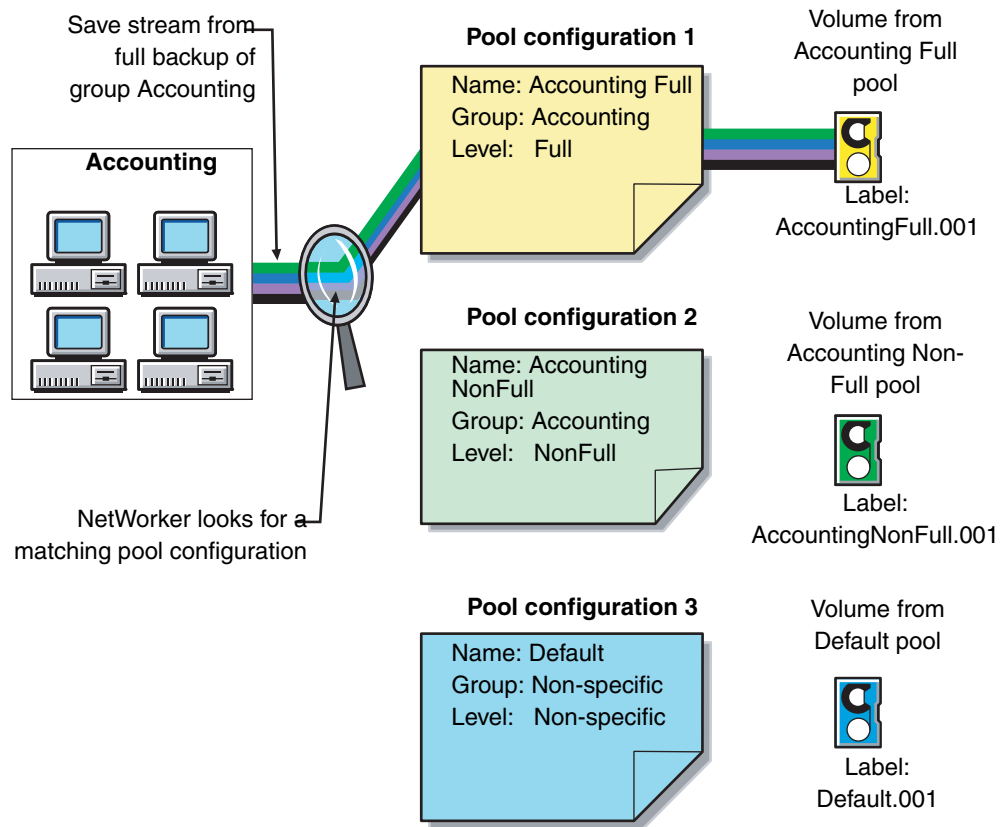 Save stream from
full backup of
group Accounting
Accounting
NetWorker looks for a
matching pool configuration
Pool configuration 1
Name: Accounting Full
Group: Accounting
Level: Full
Volume from
Accounting Full
pool
Label:
AccountingFull.001
Pool configuration 2
Name: Accounting
NonFull
Group: Accounting
Level: NonFull
Volume from
Accounting Non-
Full pool
Label:
AccountingNonFull.001
Pool configuration 3
Name: Default
Group: Non-specific
Level: Non-specific
Volume from
Default pool
Label:
Default.001